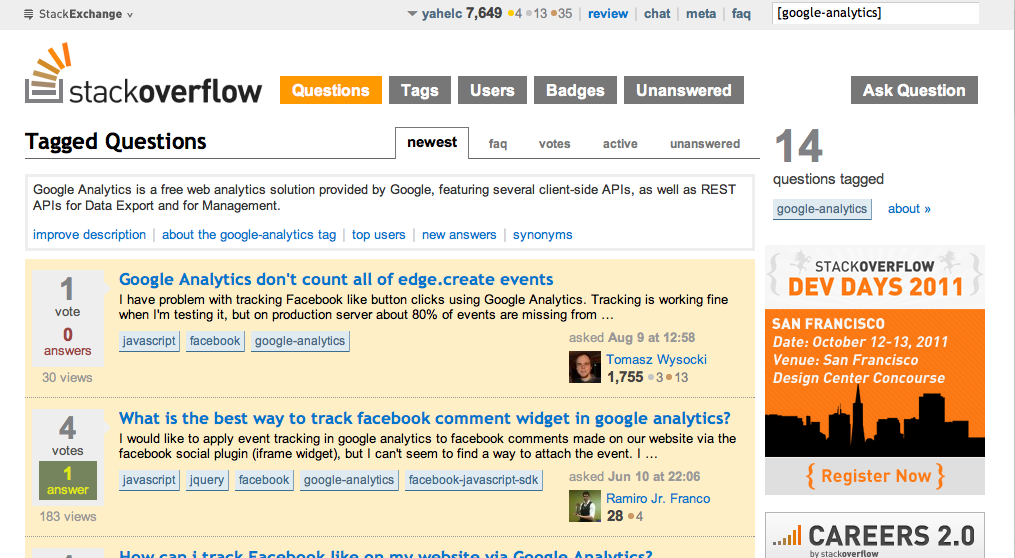 StackExchange
yahelc 7,649 4 13 35 | review | chat | meta | faq
[google-analytics]
stackoverflow
Questions
Tags
Users
Badges
Unanswered
Ask Question
Tagged Questions
newest
faq
votes
active
unanswered
14
questions tagged
google-analytics
about »
Google Analytics is a free web analytics solution provided by Google, featuring several client-side APIs, as well as REST
APIs for Data Export and for Management.
improve description | about the google-analytics tag | top users | new answers | synonyms
1
vote
0
answers
30 views
Google Analytics don't count all of edge.create events
I have problem with tracking Facebook like button clicks using Google Analytics. Tracking is working fine
when I'm testing it, but on production server about 80% of events are missing from ...
javascript
facebook
google-analytics
asked Aug 9 at 12:58
Tomasz Wysocki
1,755 3 13
4
votes
1
answer
183 views
What is the best way to track facebook comment widget in google analytics?
I would like to apply event tracking in google analytics to facebook comments made on our website via the
facebook social plugin (iframe widget), but I can't seem to find a way to attach the event. I ...
javascript
jquery
facebook
google-analytics
facebook-javascript-sdk
asked Jun 10 at 22:06
Ramiro Jr. Franco
28 4
How can i track Facebook like on my website via Google Analytics?
STACKOVERFLOW
DEV DAYS 2011
SAN FRANCISCO
Date: October 12-13, 2011
Venue: San Francisco
Design Center Concourse
{ Register Now }
CAREERS 2.0
by stackoverflow